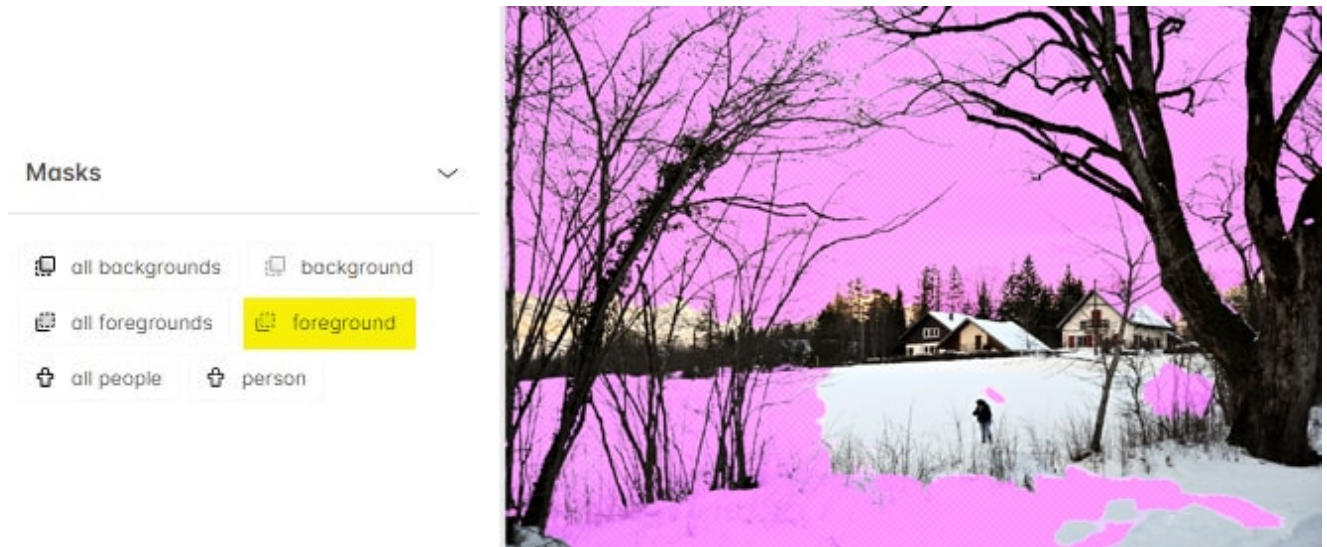 Masks
all backgrounds background
all foregrounds foreground
all people person